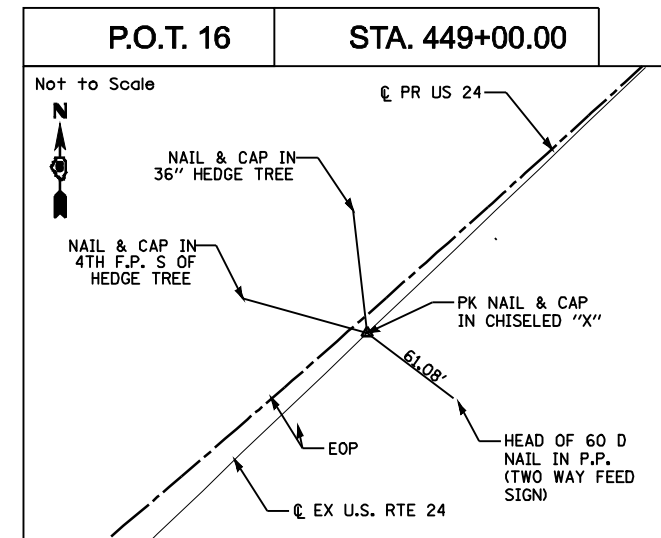 P.O.T. 16
STA. 449+00.00
Not to Scale
N
℄ PR US 24
NAIL & CAP IN
36" HEDGE TREE
NAIL & CAP IN
4TH F.P. S OF
HEDGE TREE
PK NAIL & CAP
IN CHISELED "X"
61.08'
EOP
HEAD OF 60 D
NAIL IN P.P.
(TWO WAY FEED
SIGN)
℄ EX U.S. RTE 24